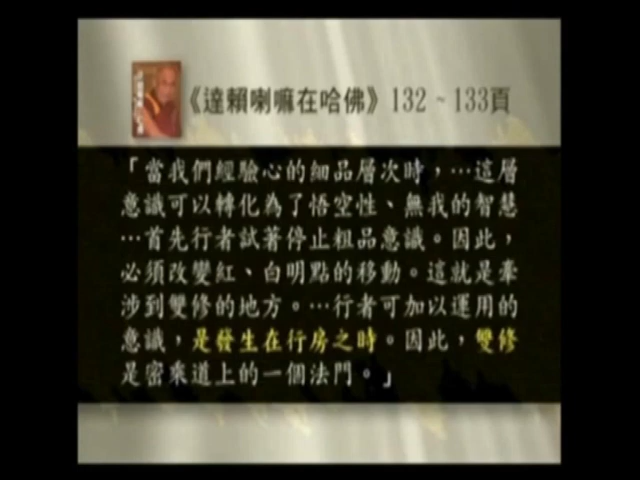 《達賴喇嘛在哈佛》132~133頁
「當我們經驗心的細品層次時，…這層
意識可以轉化為了悟空性、無我的智慧
…首先行者試著停止粗品意識。因此，
必須改變紅、白明點的移動。這就是牽
涉到雙修的地方。…行者可加以運用的
意識，是發生在行房之時。因此，雙修
是密乘道上的一個法門。」